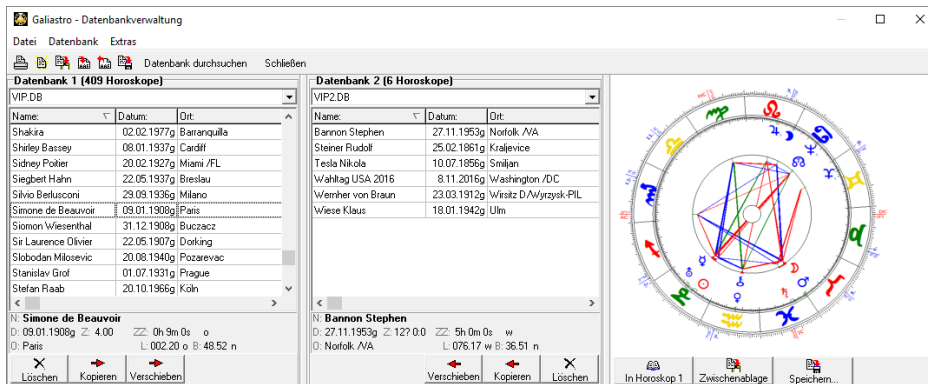 Galiastro - Datenbankverwaltung
Datei Datenbank Extras
Datenbank durchsuchen Schließen
Datenbank 1 (409 Horoskope)
VIP.DB
Name: Datum: Ort:
Shakira 02.02.1977g Barranquilla
Shirley Bassey 08.01.1937g Cardiff
Sidney Poitier 20.02.1927g Miami /FL
Siegbert Hahn 22.05.1937g Breslau
Silvio Berlusconi 29.09.1936g Milano
Simone de Beauvoir 09.01.1908g Paris
Siomon Wiesenthal 31.12.1908g Buczacz
Sir Laurence Olivier 22.05.1907g Dorking
Slobodan Milosevic 20.08.1940g Pozarevac
Stanislav Grof 01.07.1931g Prague
Stefan Raab 20.10.1966g Köln
N: Simone de Beauvoir
D: 09.01.1908g Z: 4.00 ZZ: 0h 9m 0s o
O: Paris L: 002.20 o B: 48.52 n
Löschen Kopieren Verschieben
Datenbank 2 (6 Horoskope)
VIP2.DB
Name: Datum: Ort:
Bannon Stephen 27.11.1953g Norfolk /VA
Steiner Rudolf 25.02.1861g Kraljevice
Tesla Nikola 10.07.1856g Smiljan
Wahltag USA 2016 8.11.2016g Washington /DC
Wernher von Braun 23.03.1912g Wirsitz D/Wyrzysk-PIL
Wiese Klaus 18.01.1942g Ulm
N: Bannon Stephen
D: 27.11.1953g Z: 12? 0:0 ZZ: 5h 0m 0s w
O: Norfolk /VA L: 076.17 w B: 36.51 n
Verschieben Kopieren Löschen
In Horoskop 1 Zwischenablage Speichern...